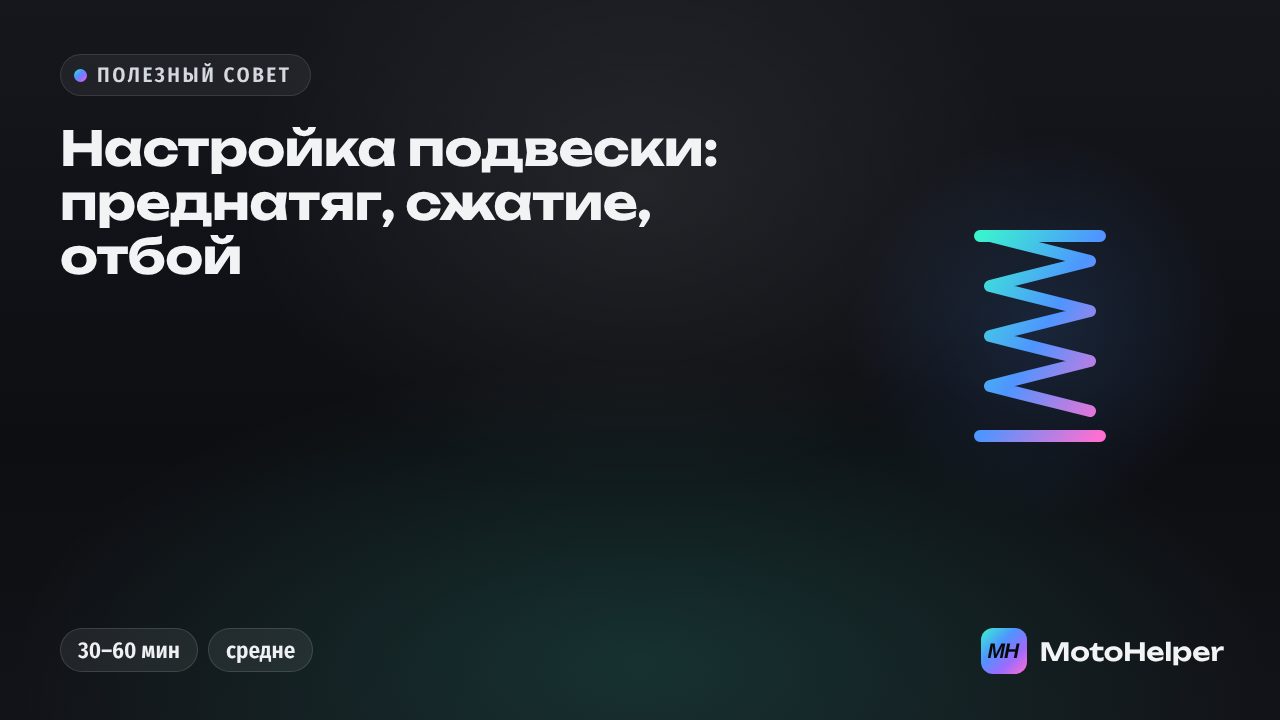 ПОЛЕЗНЫЙ СОВЕТ
Настройка подвески:
преднатяг, сжатие,
отбой
30–60 мин
средне
MH
MotoHelper